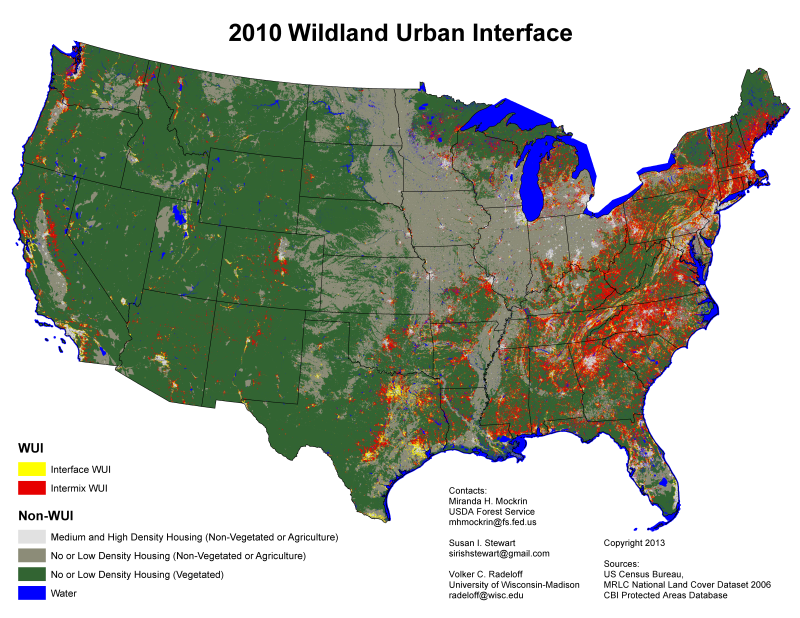 2010 Wildland Urban Interface
WUI
Interface WUI
Intermix WUI
Non-WUI
Medium and High Density Housing (Non-Vegetated or Agriculture)
No or Low Density Housing (Non-Vegetated or Agriculture)
No or Low Density Housing (Vegetated)
Water
Contacts:
Miranda H. Mockrin
USDA Forest Service
mhmockrin@fs.fed.us
Susan I. Stewart
sirishstewart@gmail.com
Volker C. Radeloff
University of Wisconsin-Madison
radeloff@wisc.edu
Copyright 2013
Sources:
US Census Bureau,
MRLC National Land Cover Dataset 2006
CBI Protected Areas Database